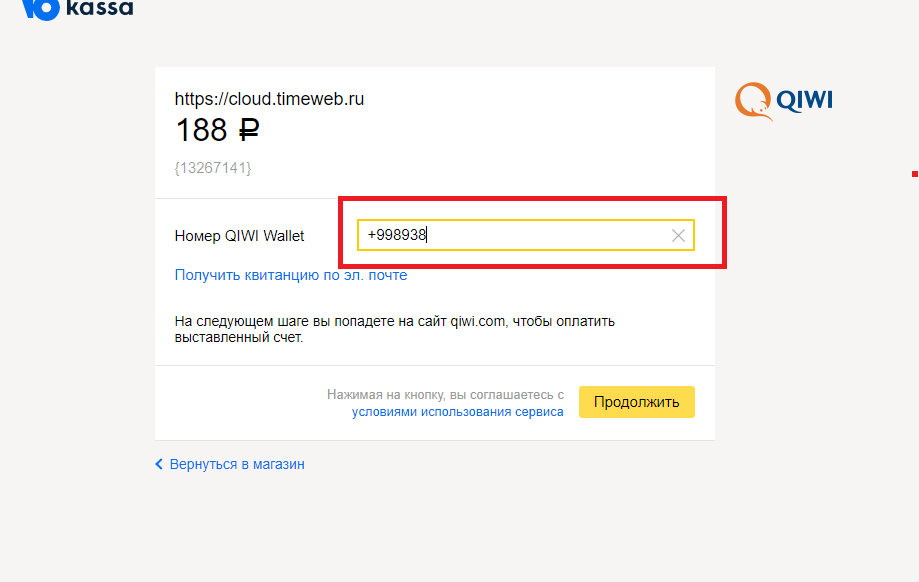 Ю kassa
https://cloud.timeweb.ru
188 ₽
{13267141}
QIWI
Номер QIWI Wallet
+998938
Получить квитанцию по эл. почте
На следующем шаге вы попадете на сайт qiwi.com, чтобы оплатить
выставленный счет.
Нажимая на кнопку, вы соглашаетесь с
условиями использования сервиса
Продолжить
Вернуться в магазин